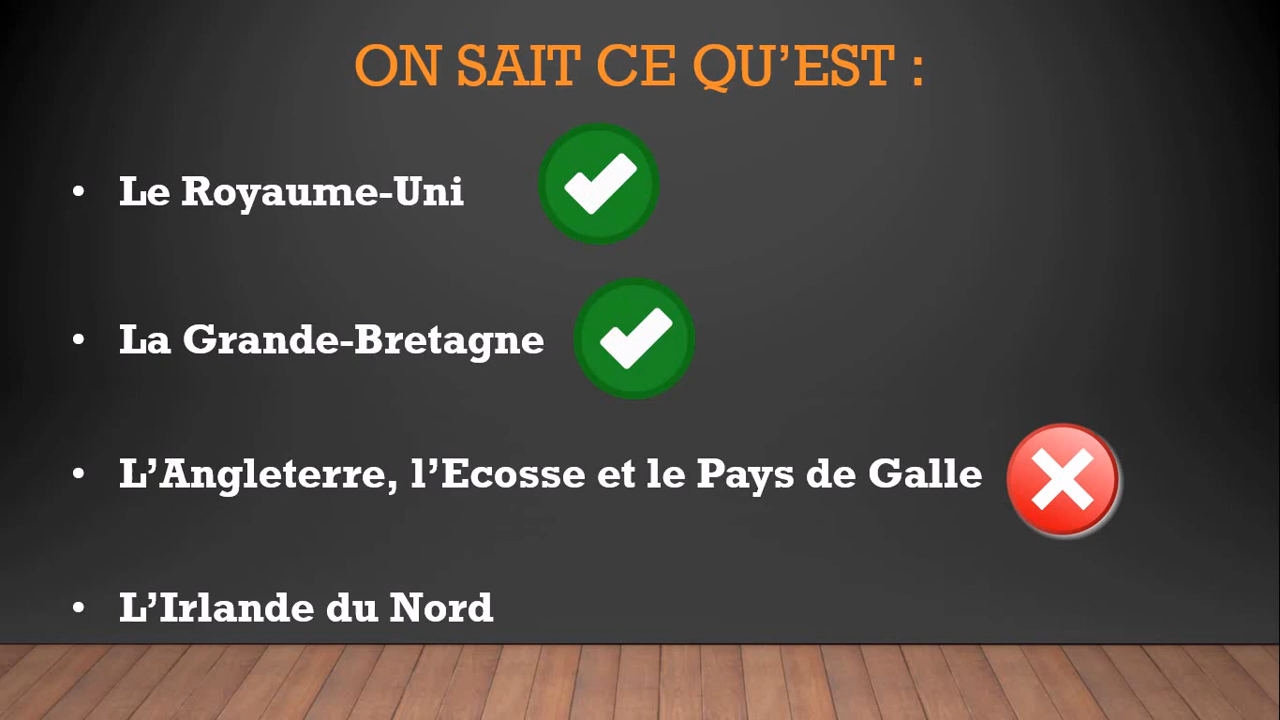 ON SAIT CE QU’EST :
• Le Royaume-Uni
• La Grande-Bretagne
• L’Angleterre, l’Ecosse et le Pays de Galle
• L’Irlande du Nord